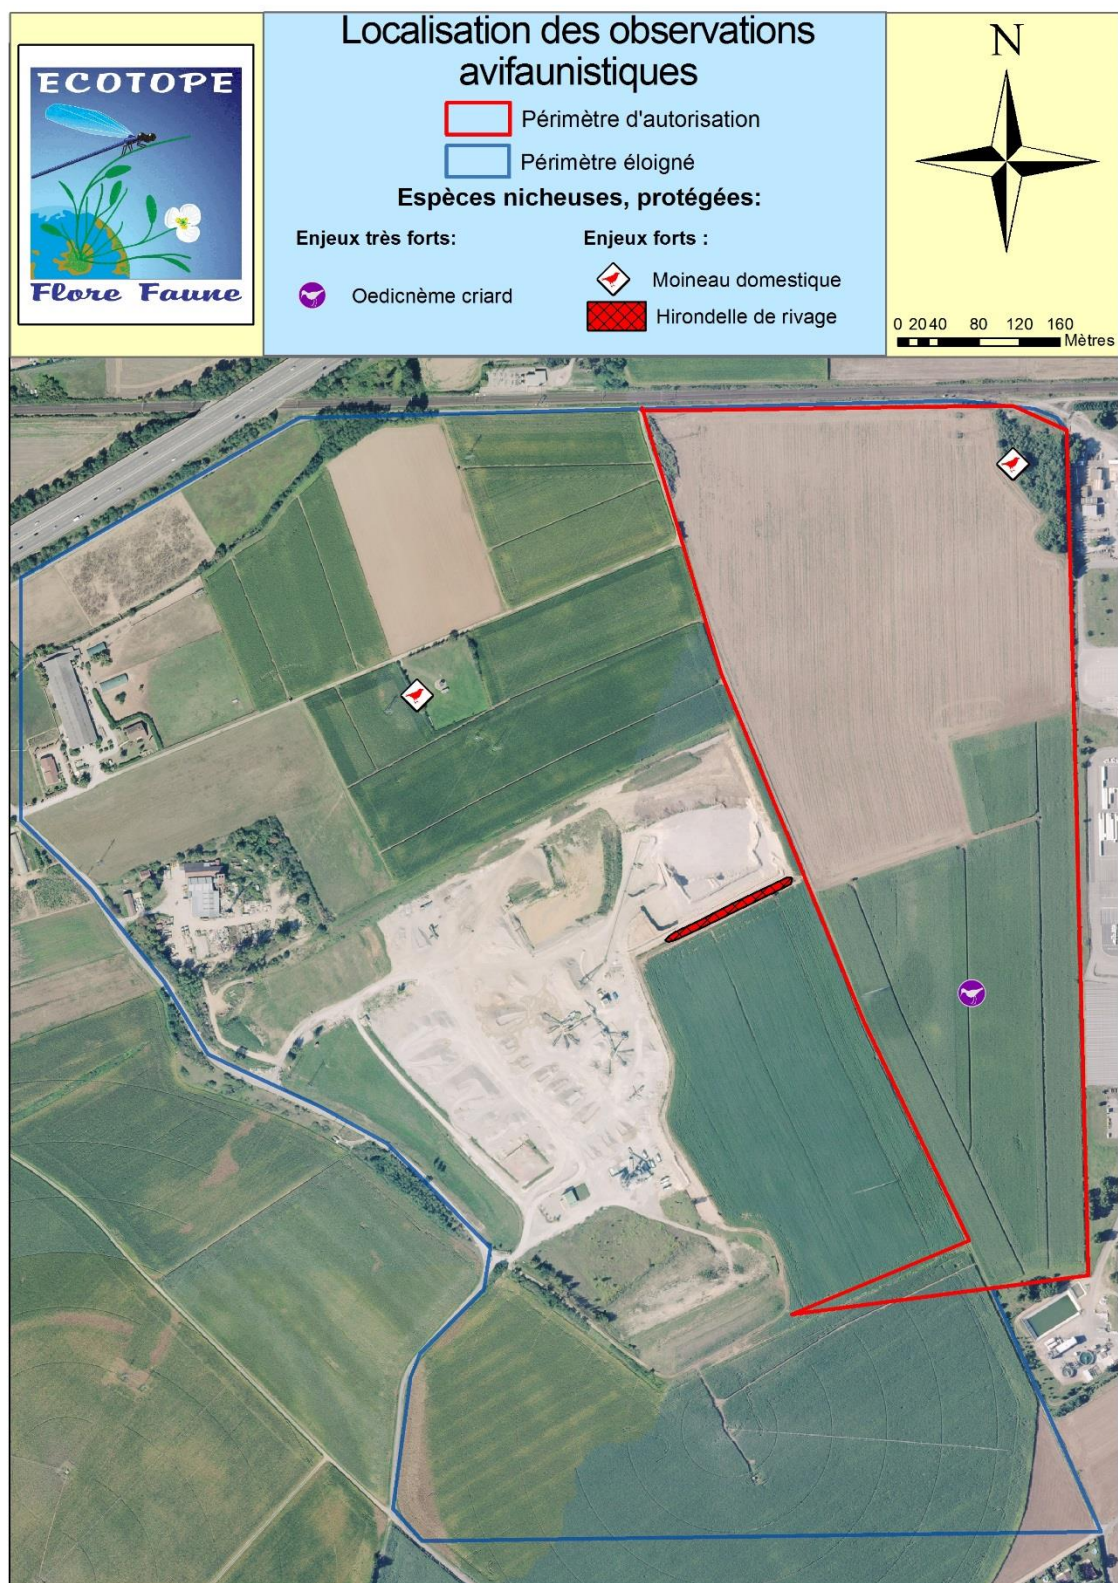 ECOTOPE
Flore Faune
Localisation des observations
avifaunistiques
Périmètre d'autorisation
Périmètre éloigné
Espèces nicheuses, protégées:
Enjeux très forts:
Oedicnème criard
Enjeux forts :
Moineau domestique
Hirondelle de rivage
N
0 20 40 80 120 160
Mètres